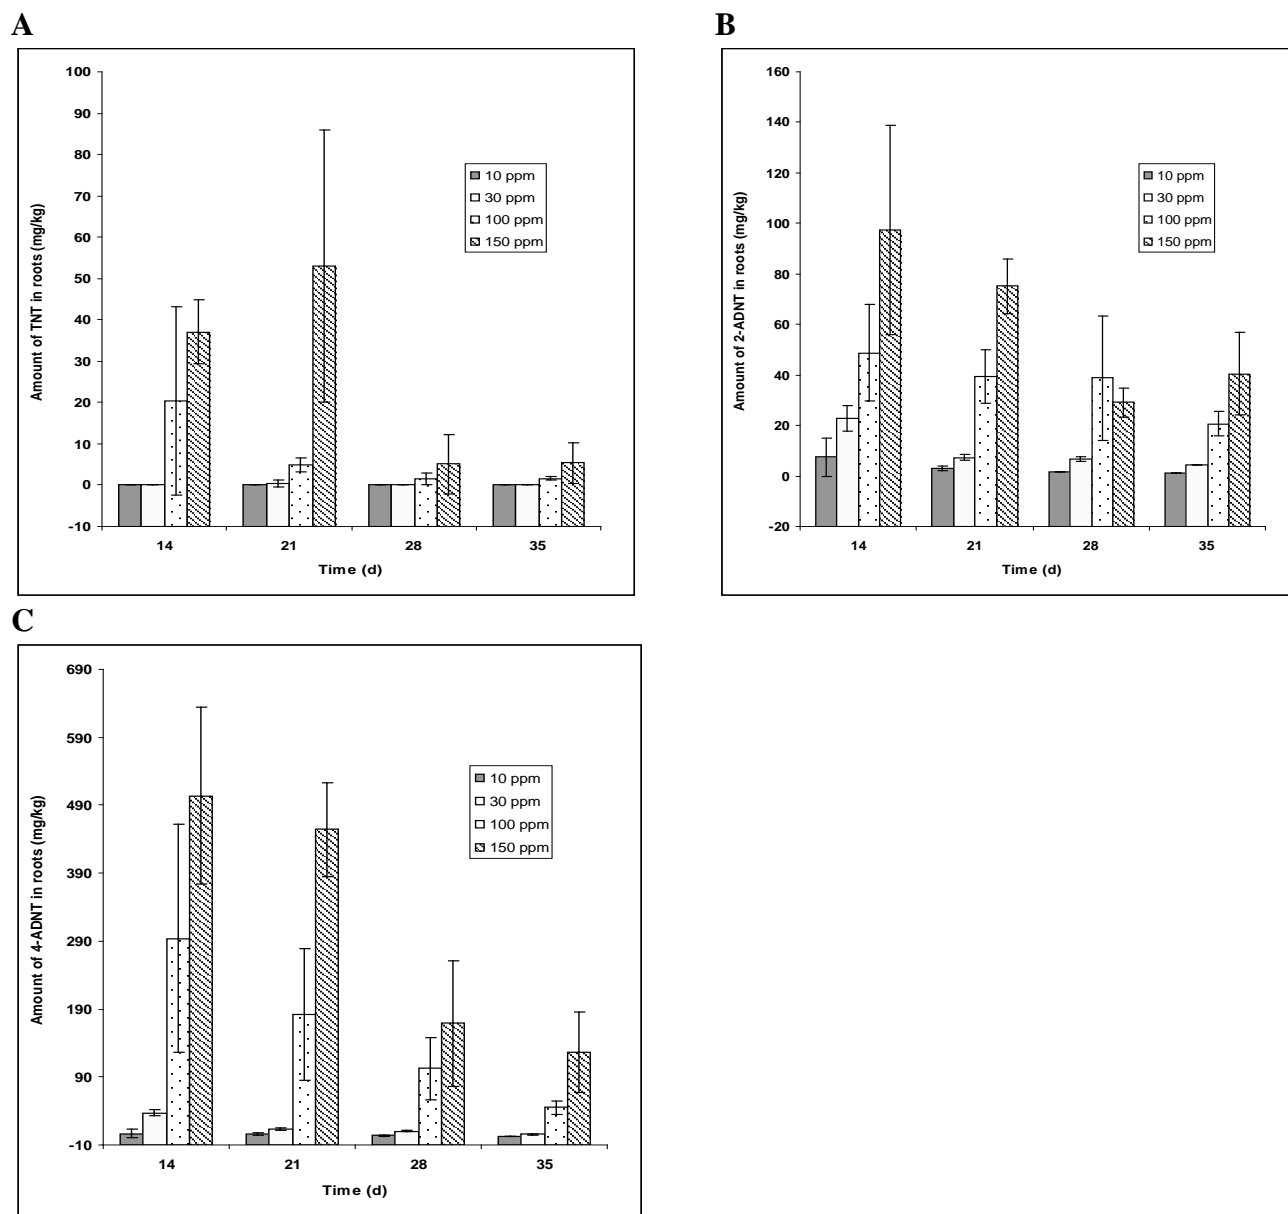 A
Amount of TNT in roots (mg/kg)
100
90
80
70
60
50
40
30
20
10
0
-10
10 ppm
30 ppm
100 ppm
150 ppm
14 21 28 35
Time (d)
B
Amount of 2-ADNT in roots (mg/kg)
160
140
120
100
80
60
40
20
0
-20
10 ppm
30 ppm
100 ppm
150 ppm
14 21 28 35
Time (d)
C
Amount of 4-ADNT in roots (mg/kg)
690
590
490
390
290
190
90
-10
10 ppm
30 ppm
100 ppm
150 ppm
14 21 28 35
Time (d)